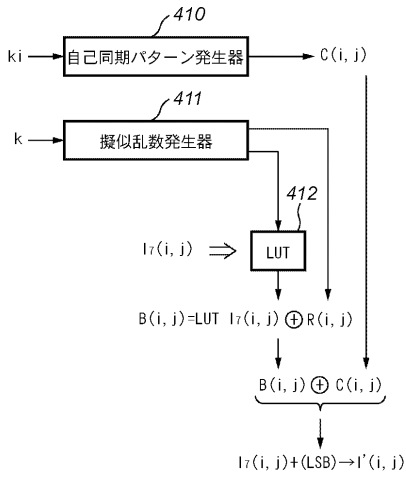 410
ki 自己同期パターン発生器 C(i, j)
411
k 擬似乱数発生器
412
I₇(i, j) ⇒ LUT
B(i, j)=LUT I₇(i, j) ⊕ R(i, j)
B(i, j) ⊕ C(i, j)
I₇(i, j)+(LSB)→I'(i, j)